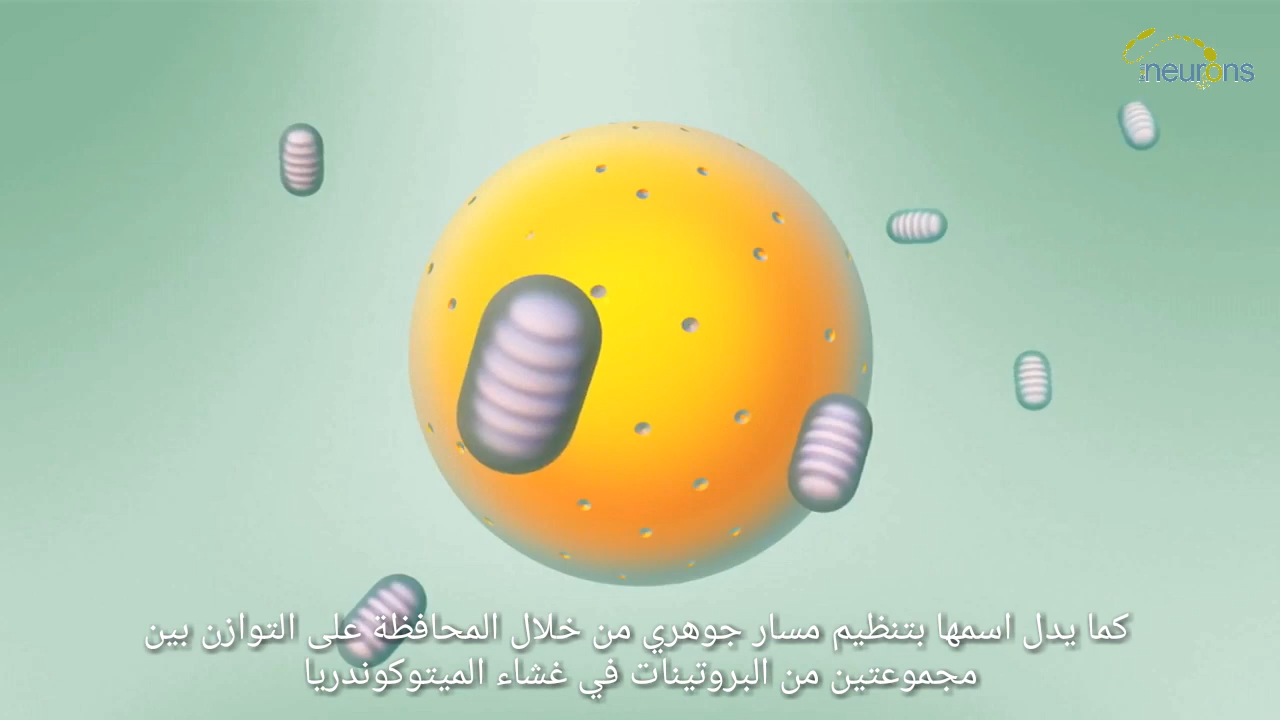 neurons
كما يدل اسمها بتنظيم مسار جوهري من خلال المحافظة على التوازن بين
مجموعتين من البروتينات في غشاء الميتوكوندريا